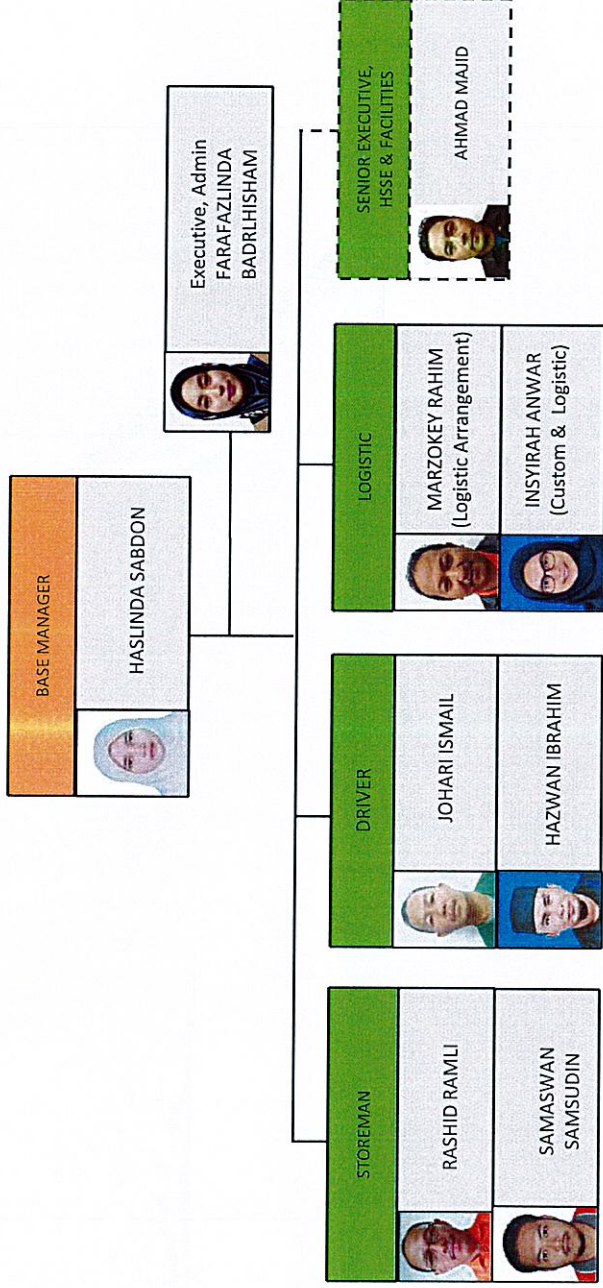 BASE MANAGER
HASLINDA SABDON
Executive, Admin
FARAFAZLINDA
BADRLHISHAM
STOREMAN
RASHID RAMLI
SAMASWAN
SAMSUDIN
DRIVER
JOHARI ISMAIL
HAZWAN IBRAHIM
LOGISTIC
MARZOKEY RAHIM
(Logistic Arrangement)
INSYIRAH ANWAR
(Custom & Logistic)
SENIOR EXECUTIVE,
HSSE & FACILITIES
AHMAD MAJID